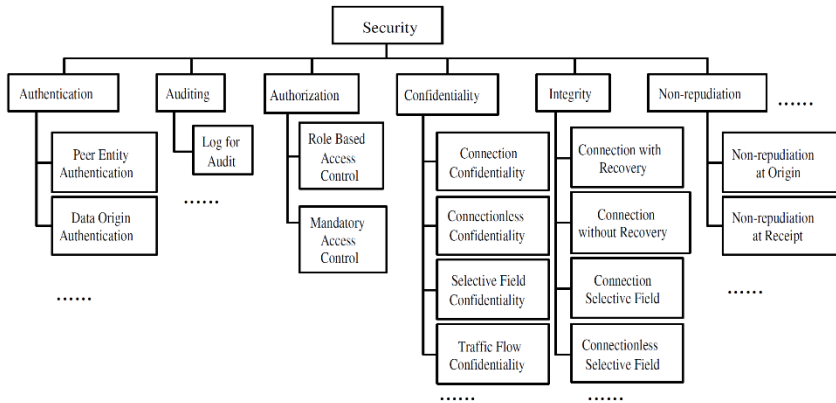 Security
Authentication
Auditing
Authorization
Confidentiality
Integrity
Non-repudiation
......
Peer Entity
Authentication
Data Origin
Authentication
......
Log for
Audit
......
Role Based
Access
Control
Mandatory
Access
Control
Connection
Confidentiality
Connectionless
Confidentiality
Selective Field
Confidentiality
Traffic Flow
Confidentiality
......
Connection with
Recovery
Connection
without Recovery
Connection
Selective Field
Connectionless
Selective Field
......
Non-repudiation
at Origin
Non-repudiation
at Receipt
......